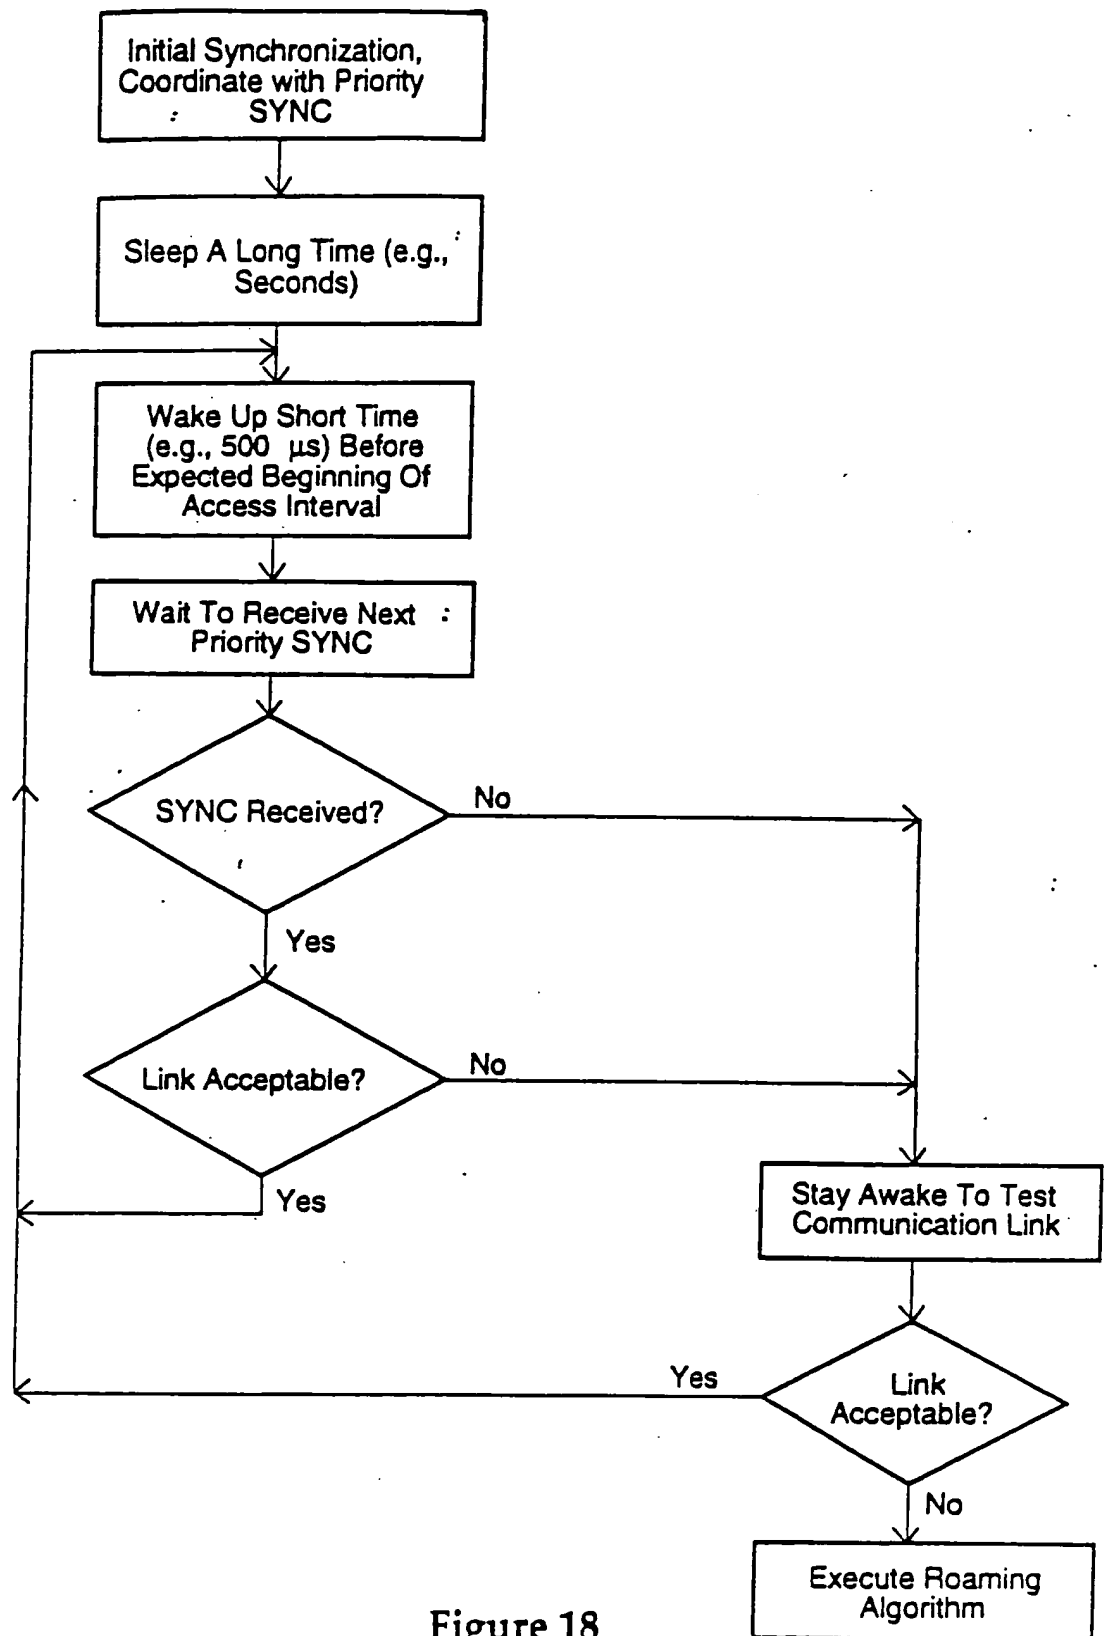 Initial Synchronization,
Coordinate with Priority
SYNC
Sleep A Long Time (e.g.,
Seconds)
Wake Up Short Time
(e.g., 500 μs) Before
Expected Beginning Of
Access Interval
Wait To Receive Next
Priority SYNC
SYNC Received?
No
Yes
Link Acceptable?
No
Yes
Stay Awake To Test
Communication Link
Yes
Link
Acceptable?
No
Execute Roaming
Algorithm
Figure 18